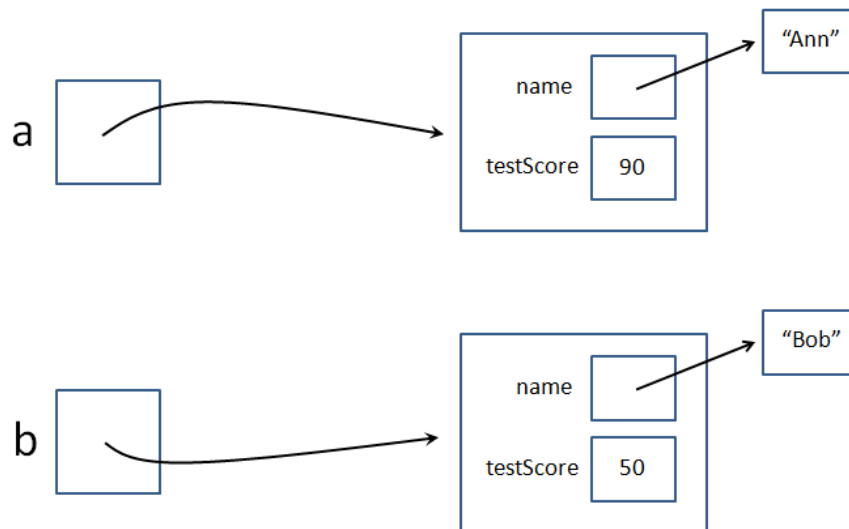 “Ann”
name
a
testScore 90
“Bob”
name
b
testScore 50